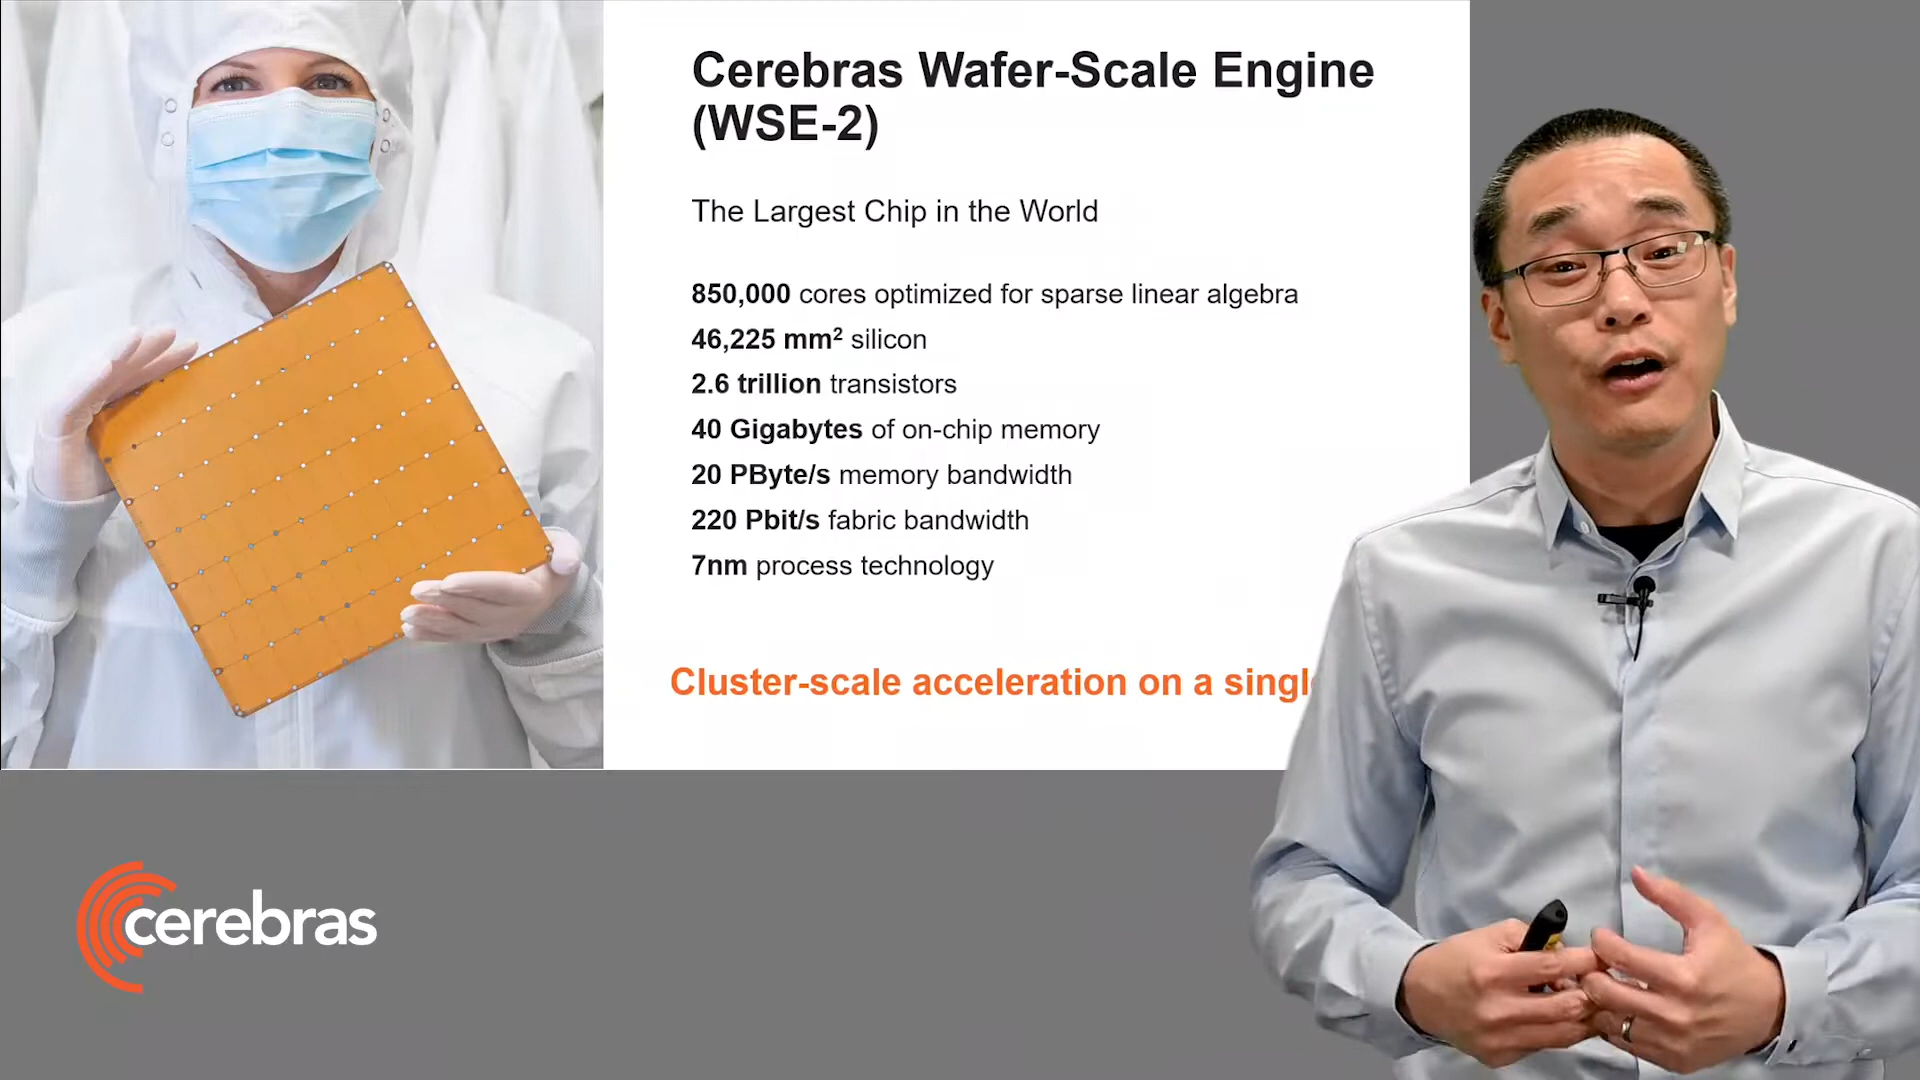 Cerebras Wafer-Scale Engine
(WSE-2)
The Largest Chip in the World
850,000 cores optimized for sparse linear algebra
46,225 mm² silicon
2.6 trillion transistors
40 Gigabytes of on-chip memory
20 PByte/s memory bandwidth
220 Pbit/s fabric bandwidth
7nm process technology
Cluster-scale acceleration on a
cerebras